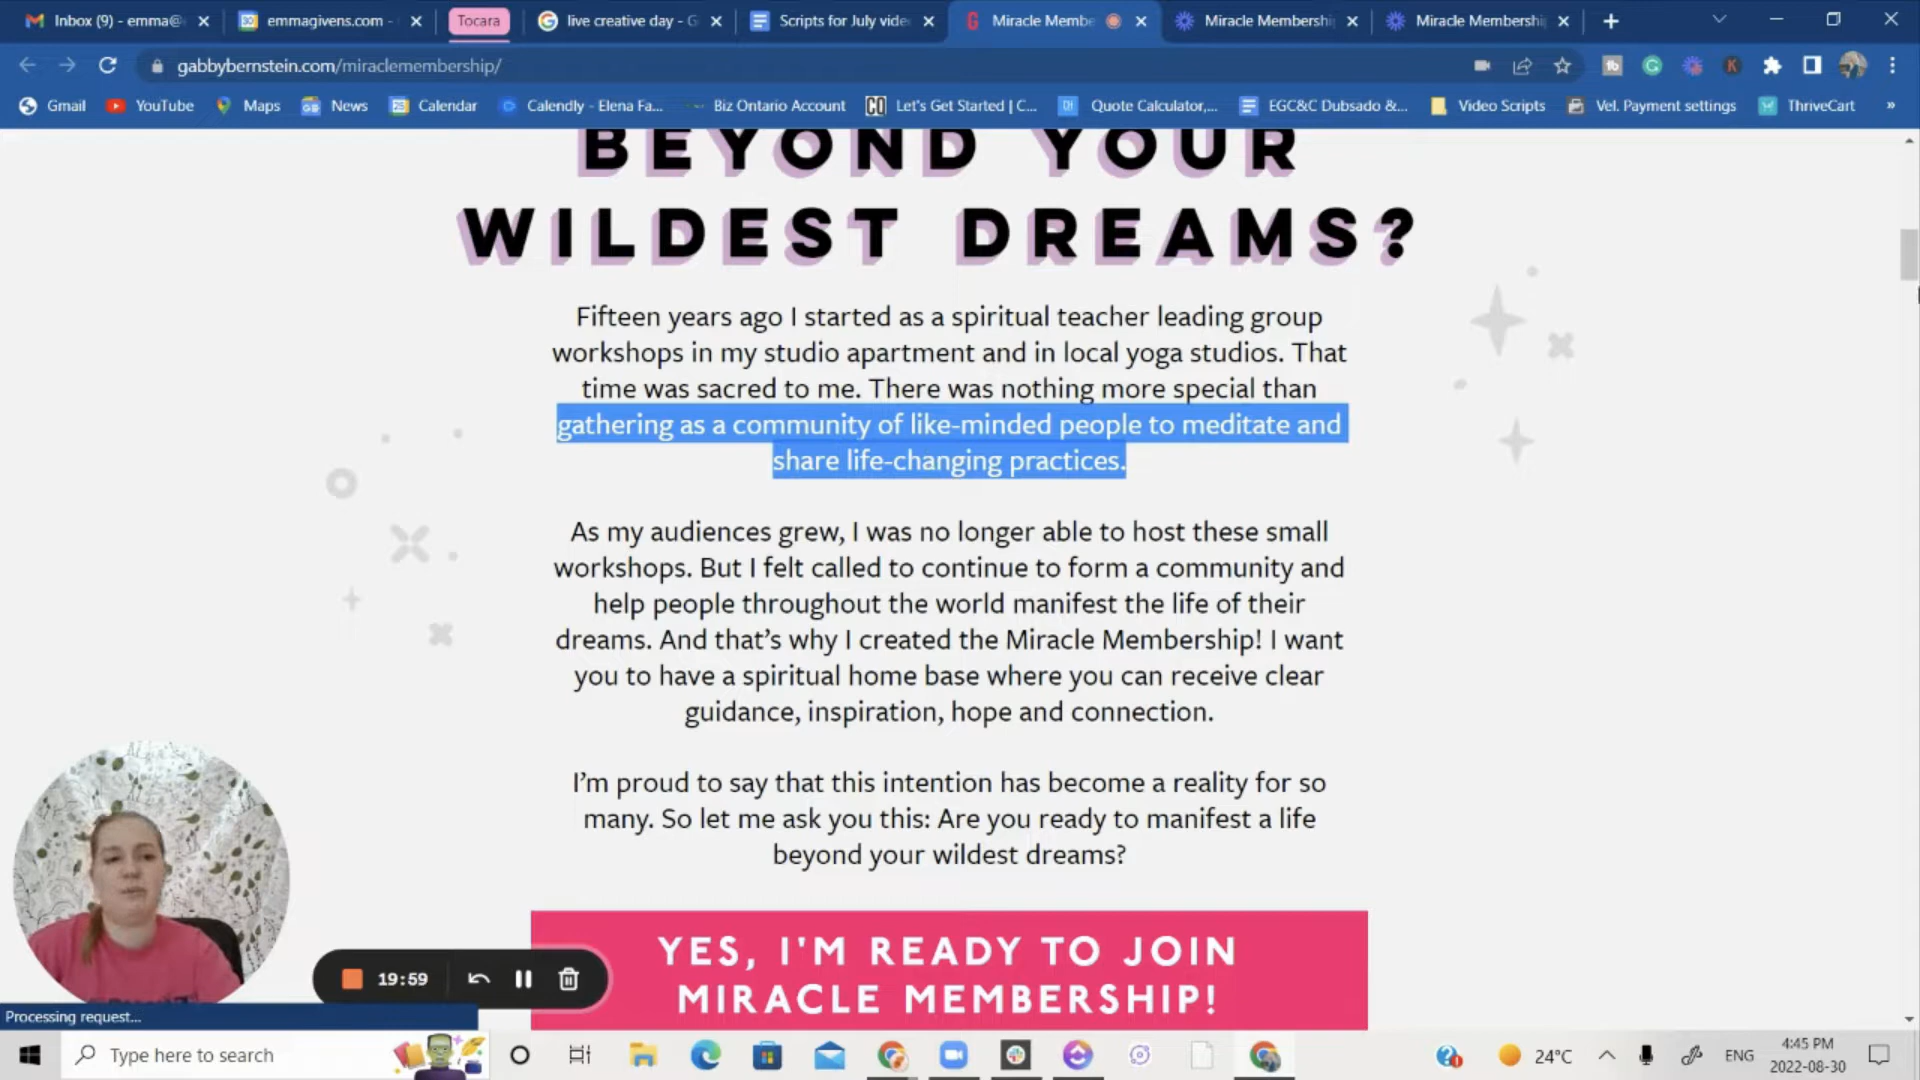 Inbox (9) - emma@
emmagivens.com -
Tocara
live creative day - G
Scripts for July vide
Miracle Membe
Miracle Membershi
Miracle Membershi
gabbybernstein.com/miraclemembership/
Gmail
YouTube
Maps
News
Calendar
Calendly - Elena Fa...
Biz Ontario Account
Let's Get Started | C...
Quote Calculator,...
EGC&C Dubsado &...
Video Scripts
Vel. Payment settings
ThriveCart
»
BEYOND YOUR
WILDEST DREAMS?
Fifteen years ago I started as a spiritual teacher leading group
workshops in my studio apartment and in local yoga studios. That
time was sacred to me. There was nothing more special than
gathering as a community of like-minded people to meditate and
share life-changing practices.
As my audiences grew, I was no longer able to host these small
workshops. But I felt called to continue to form a community and
help people throughout the world manifest the life of their
dreams. And that's why I created the Miracle Membership! I want
you to have a spiritual home base where you can receive clear
guidance, inspiration, hope and connection.
I'm proud to say that this intention has become a reality for so
many. So let me ask you this: Are you ready to manifest a life
beyond your wildest dreams?
YES, I'M READY TO JOIN
MIRACLE MEMBERSHIP!
19:59
Processing request...
Type here to search
24°C
ENG
4:45 PM
2022-08-30